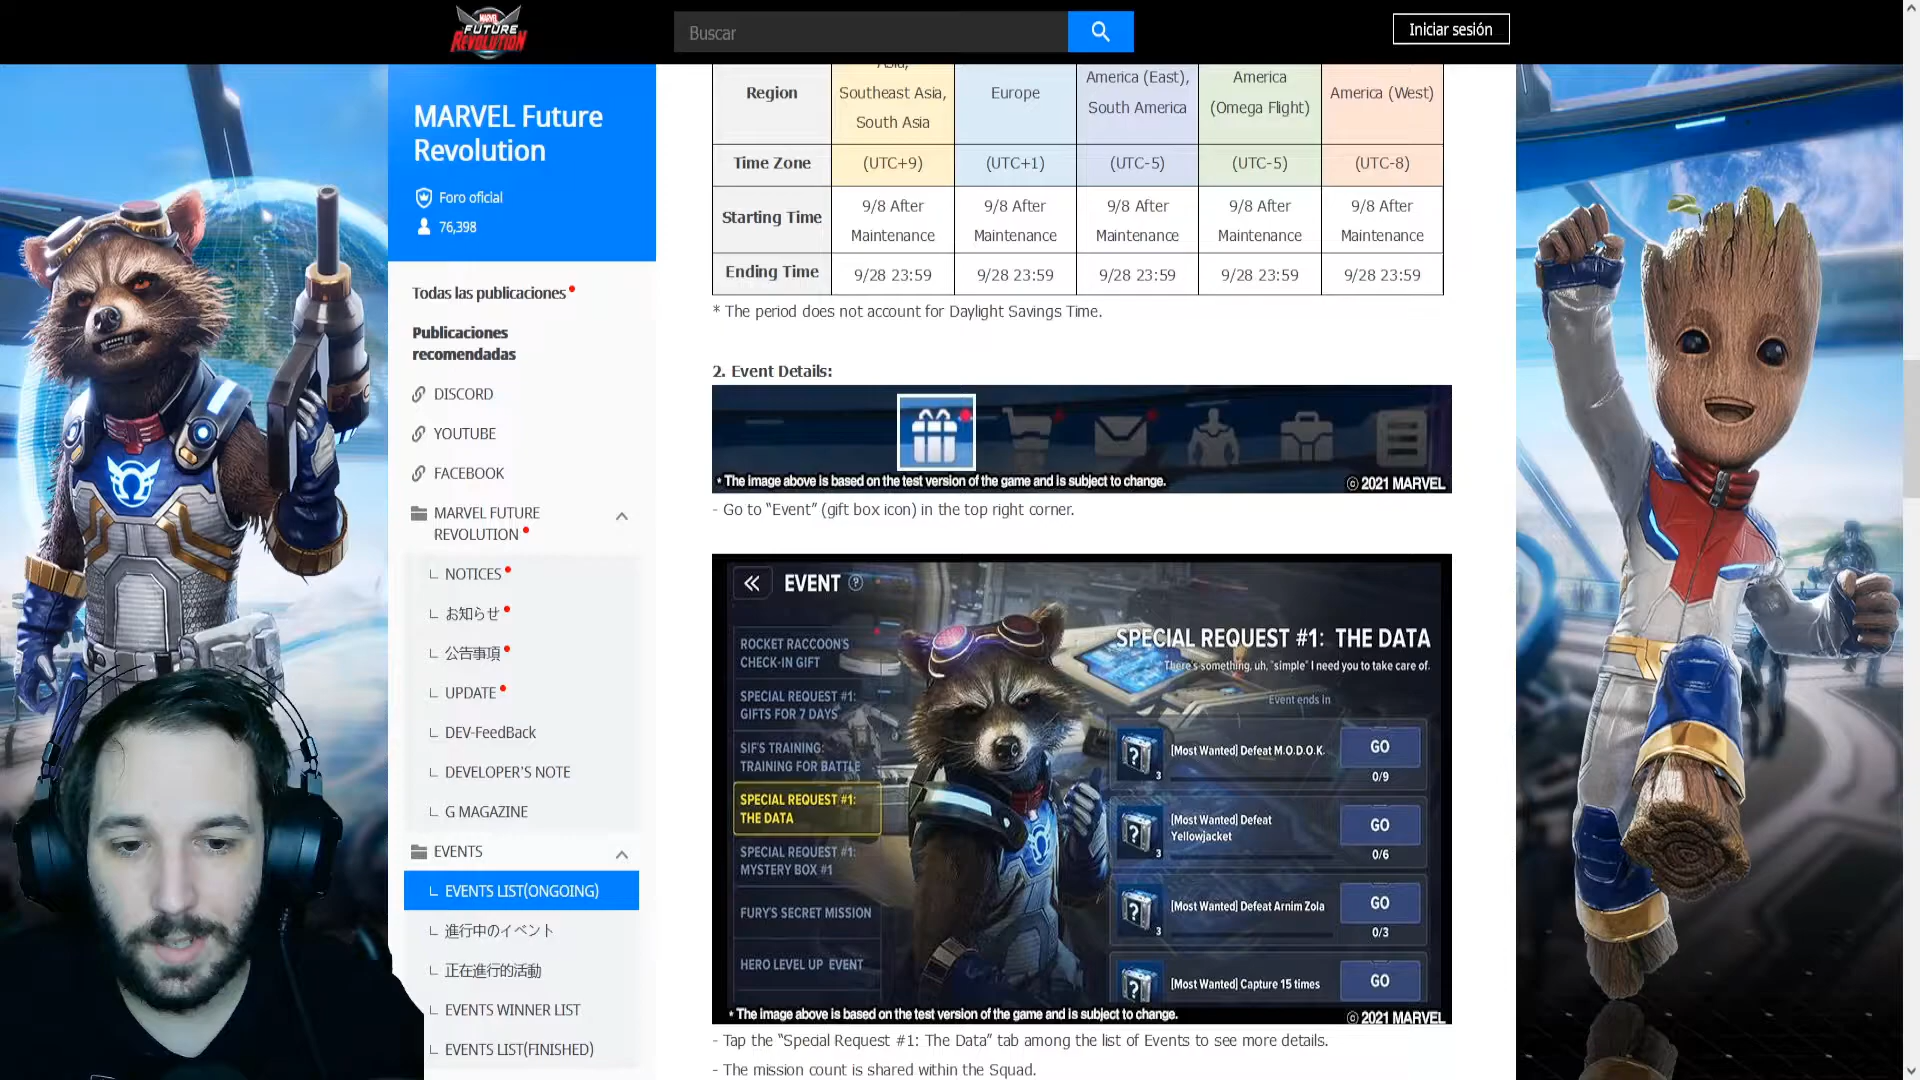 MARVEL
FUTURE
REVOLUTION
Buscar
Iniciar sesión
MARVEL Future
Revolution
Foro oficial
76,398
Todas las publicaciones
Publicaciones
recomendadas
DISCORD
YOUTUBE
FACEBOOK
MARVEL FUTURE
REVOLUTION
NOTICES
お知らせ
公告事項
UPDATE
DEV-FeedBack
DEVELOPER'S NOTE
G MAGAZINE
EVENTS
EVENTS LIST(ONGOING)
進行中のイベント
正在進行的活動
EVENTS WINNER LIST
EVENTS LIST(FINISHED)
Region
Asia,
Southeast Asia,
South Asia
Europe
America (East),
South America
America
(Omega Flight)
America (West)
Time Zone
(UTC+9)
(UTC+1)
(UTC-5)
(UTC-5)
(UTC-8)
Starting Time
9/8 After
Maintenance
9/8 After
Maintenance
9/8 After
Maintenance
9/8 After
Maintenance
9/8 After
Maintenance
Ending Time
9/28 23:59
9/28 23:59
9/28 23:59
9/28 23:59
9/28 23:59
* The period does not account for Daylight Savings Time.
2. Event Details:
* The image above is based on the test version of the game and is subject to change.
© 2021 MARVEL
- Go to “Event” (gift box icon) in the top right corner.
EVENT ?
ROCKET RACCOON'S
CHECK-IN GIFT
SPECIAL REQUEST #1:
GIFTS FOR 7 DAYS
SIF'S TRAINING:
TRAINING FOR BATTLE
SPECIAL REQUEST #1:
THE DATA
SPECIAL REQUEST #1:
MYSTERY BOX #1
FURY'S SECRET MISSION
HERO LEVEL UP EVENT
SPECIAL REQUEST #1: THE DATA
There's something, uh, "simple" I need you to take care of.
Event ends in
? 3
[Most Wanted] Defeat M.O.D.O.K.
GO
0/9
? 3
[Most Wanted] Defeat
Yellowjacket
GO
0/6
? 3
[Most Wanted] Defeat Arnim Zola
GO
0/3
? 3
[Most Wanted] Capture 15 times
GO
* The image above is based on the test version of the game and is subject to change.
© 2021 MARVEL
- Tap the “Special Request #1: The Data” tab among the list of Events to see more details.
- The mission count is shared within the Squad.